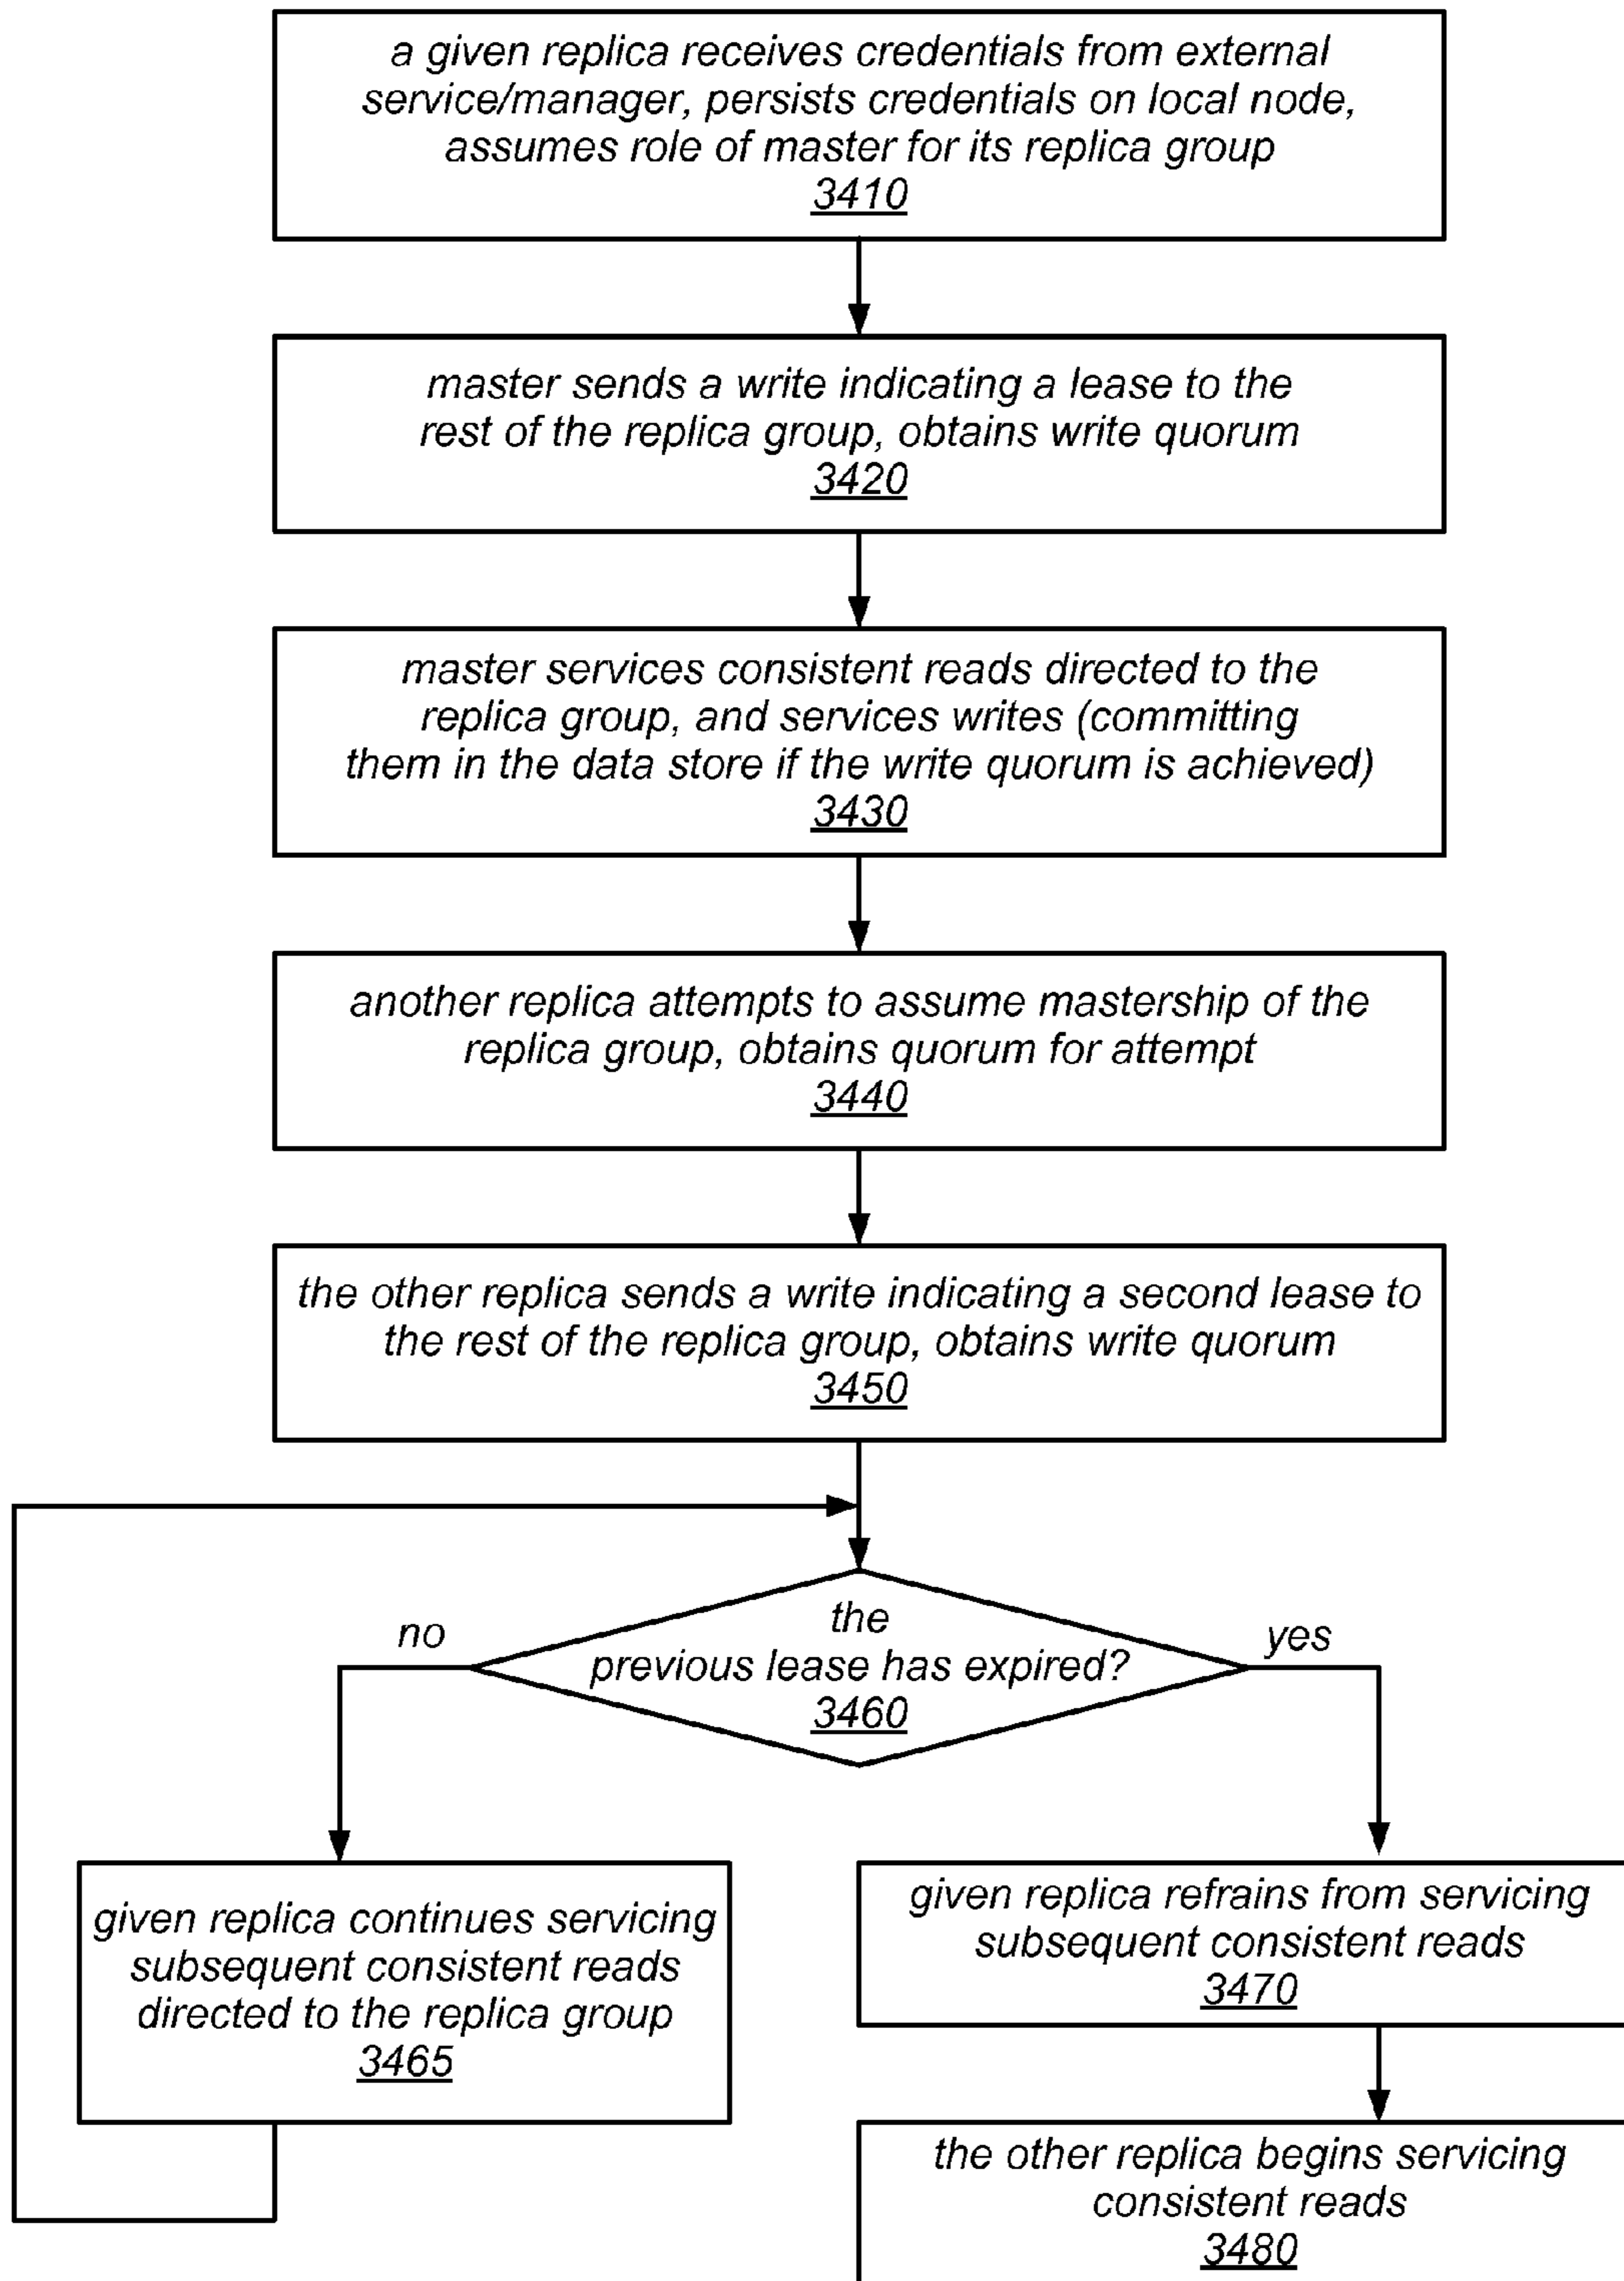 a given replica receives credentials from external
service/manager, persists credentials on local node,
assumes role of master for its replica group
3410
master sends a write indicating a lease to the
rest of the replica group, obtains write quorum
3420
master services consistent reads directed to the
replica group, and services writes (committing
them in the data store if the write quorum is achieved)
3430
another replica attempts to assume mastership of the
replica group, obtains quorum for attempt
3440
the other replica sends a write indicating a second lease to
the rest of the replica group, obtains write quorum
3450
the
previous lease has expired?
3460
no
yes
given replica continues servicing
subsequent consistent reads
directed to the replica group
3465
given replica refrains from servicing
subsequent consistent reads
3470
the other replica begins servicing
consistent reads
3480